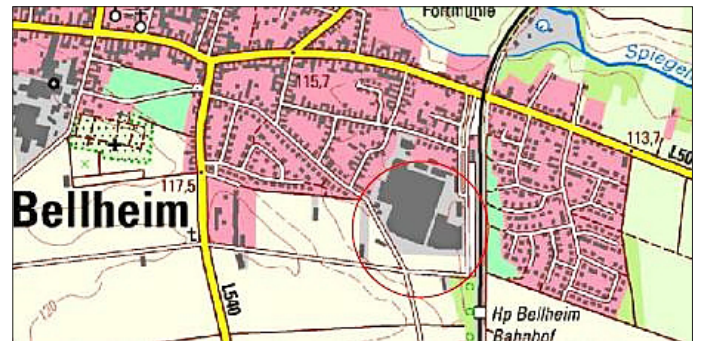 Fortmühle
Spiegel
115,7
113,7
L50
117,5
Bellheim
t
L540
120
Hp Bellheim
Bahnhof